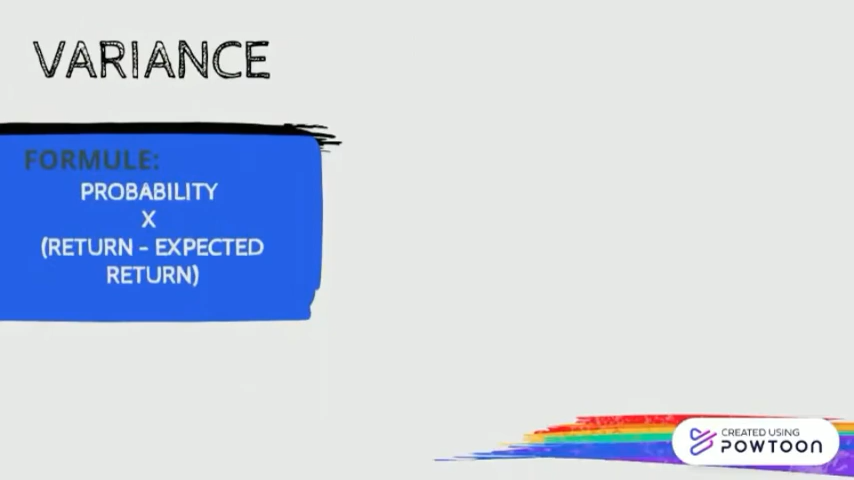 VARIANCE
FORMULE:
PROBABILITY
X
(RETURN - EXPECTED
RETURN)
CREATED USING
POWTOON